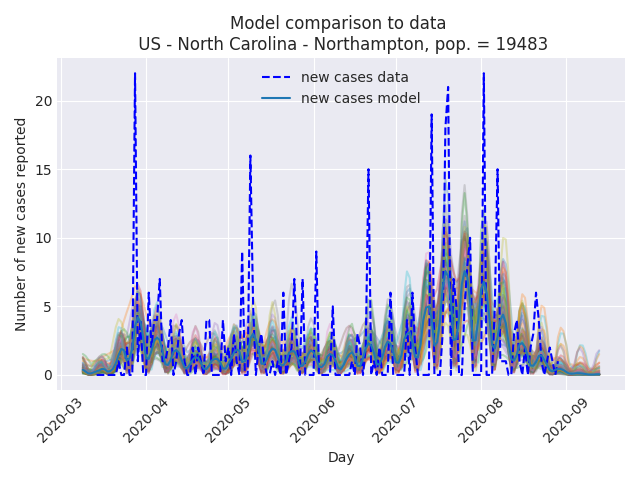 Model comparison to data
US - North Carolina - Northampton, pop. = 19483
new cases data
new cases model
Number of new cases reported
20
15
10
5
0
2020-03
2020-04
2020-05
2020-06
2020-07
2020-08
2020-09
Day